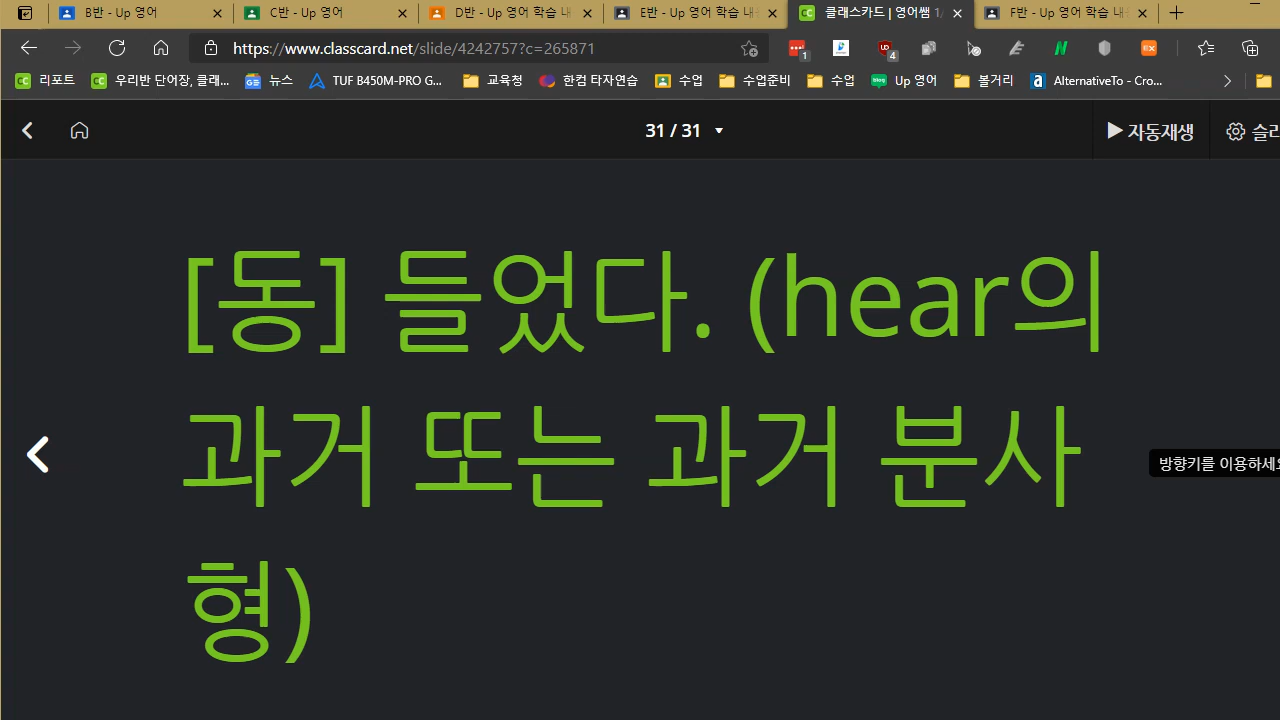 B반 - Up 영어
C반 - Up 영어
D반 - Up 영어 학습 내
E반 - Up 영어 학습 내
클래스카드 | 영어쌤
F반 - Up 영어 학습 내
https://www.classcard.net/slide/4242757?c=265871
1
4
EX
리포트
우리반 단어장, 클래...
뉴스
TUF B450M-PRO G...
교육청
한컴 타자연습
수업
수업준비
수업
Up 영어
볼거리
AlternativeTo - Cro...
31 / 31
자동재생
슬라
[동] 들었다. (hear의
과거 또는 과거 분사
형)
방향키를 이용하세요